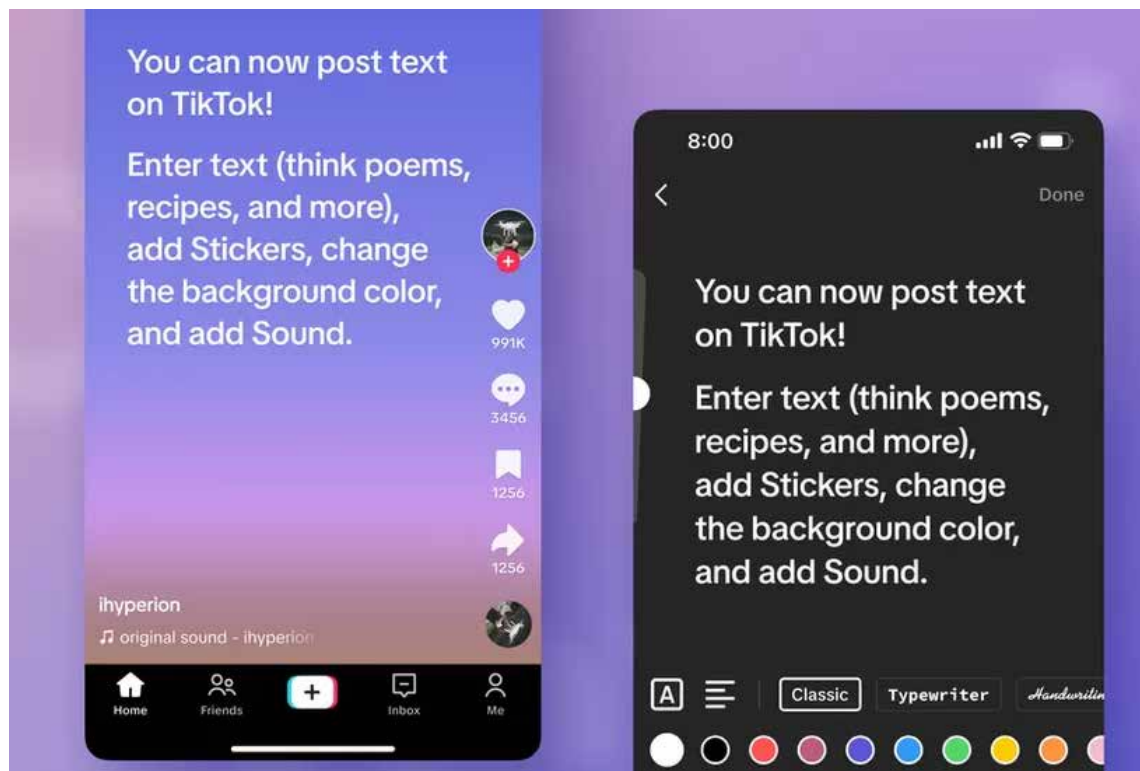 You can now post text
on TikTok!
Enter text (think poems,
recipes, and more),
add Stickers, change
the background color,
and add Sound.
991K
3456
1256
1256
ihyperion
original sound - ihyperion
Home
Friends
Inbox
Me
8:00
Done
You can now post text
on TikTok!
Enter text (think poems,
recipes, and more),
add Stickers, change
the background color,
and add Sound.
A
Classic
Typewriter
Handwritin